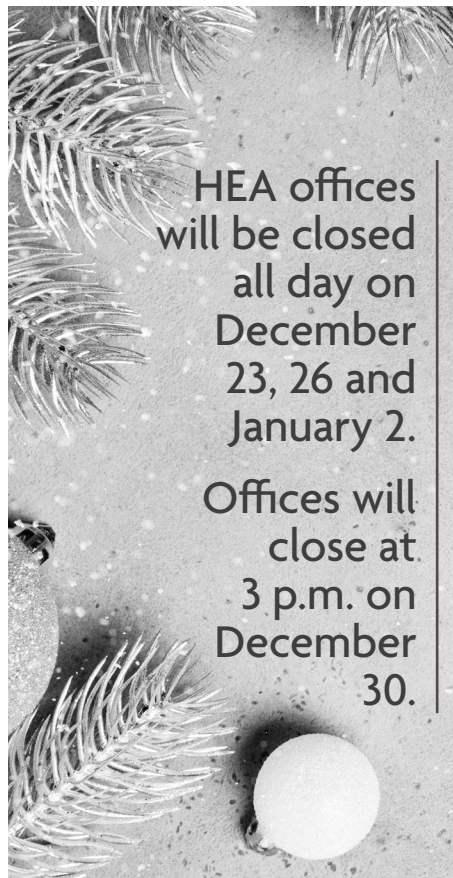 HEA offices
will be closed
all day on
December
23, 26 and
January 2.
Offices will
close at
3 p.m. on
December
30.